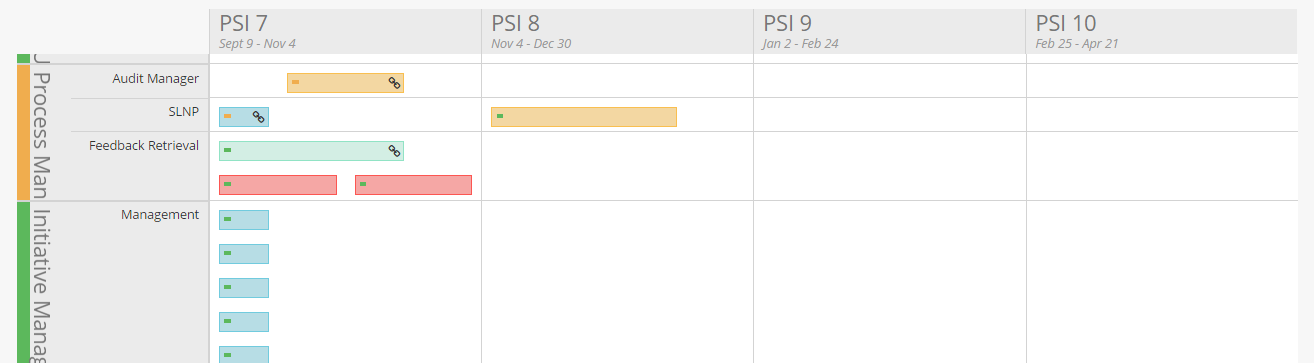 PSI 7
Sept 9 - Nov 4
PSI 8
Nov 4 - Dec 30
PSI 9
Jan 2 - Feb 24
PSI 10
Feb 25 - Apr 21
Process Man
Audit Manager
SLNP
Feedback Retrieval
Initiative Manag
Management